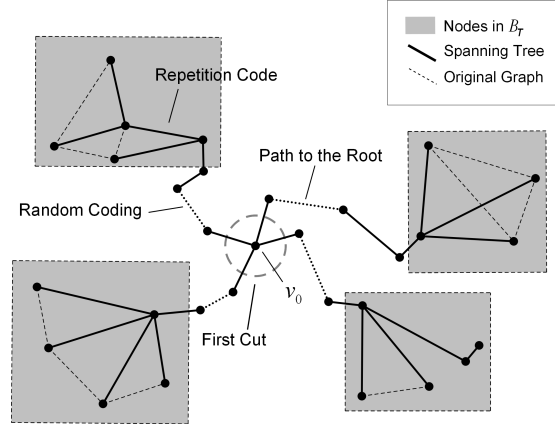 Nodes in B_T
Spanning Tree
Original Graph
Repetition Code
Path to the Root
Random Coding
v_0
First Cut